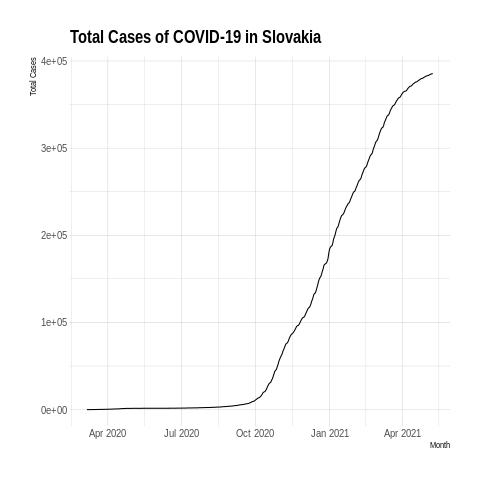 Total Cases of COVID-19 in Slovakia
Total Cases
4e+05
3e+05
2e+05
1e+05
0e+00
Apr 2020 Jul 2020 Oct 2020 Jan 2021 Apr 2021
Month